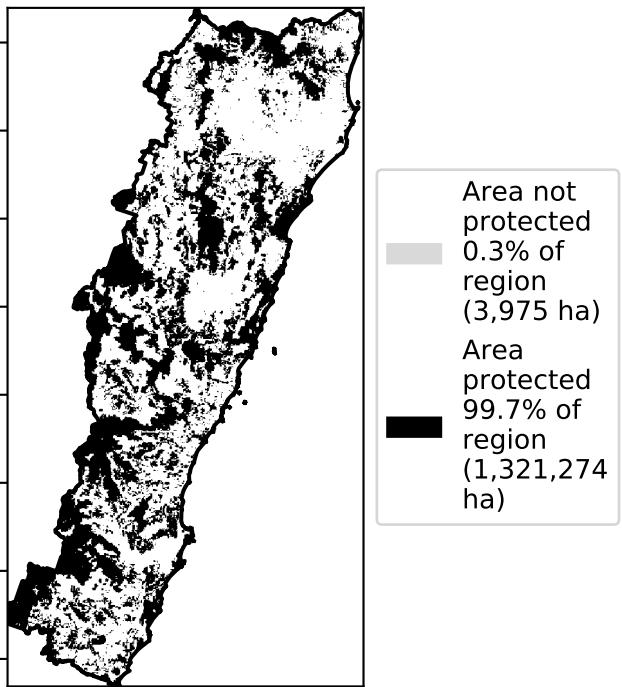 Area not
protected
0.3% of
region
(3,975 ha)
Area
protected
99.7% of
region
(1,321,274
ha)